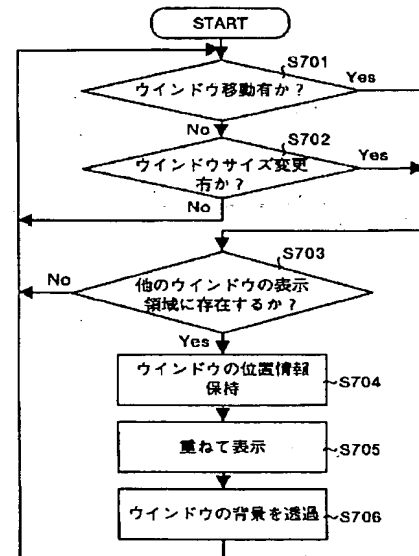 START
S701
ウインドウ移動有か?
Yes
No
S702
ウインドウサイズ変更
有か?
Yes
No
S703
他のウインドウの表示
領域に存在するか?
No
Yes
ウインドウの位置情報
保持
S704
重ねて表示
S705
ウインドウの背景を透過
S706